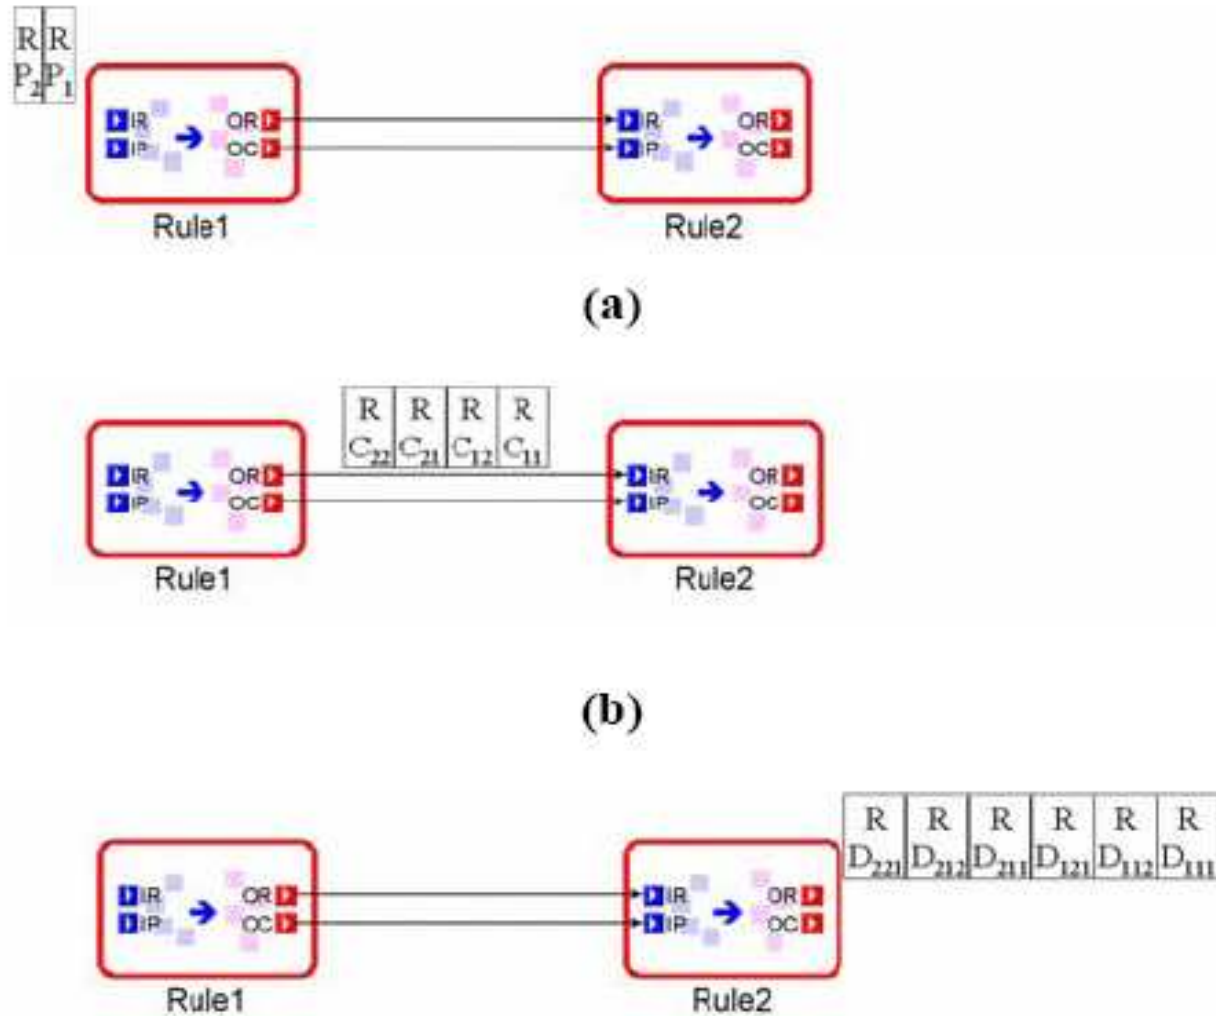 R R
P₂ P₁
IR OR IR OR
IP OC IP OC
Rule1 Rule2
(a)
R R R R
C₂₂ C₂₁ C₁₂ C₁₁
IR OR IR OR
IP OC IP OC
Rule1 Rule2
(b)
R R R R R R
D₂₂₁ D₂₁₂ D₂₁₁ D₁₂₁ D₁₁₂ D₁₁₁
IR OR IR OR
IP OC IP OC
Rule1 Rule2